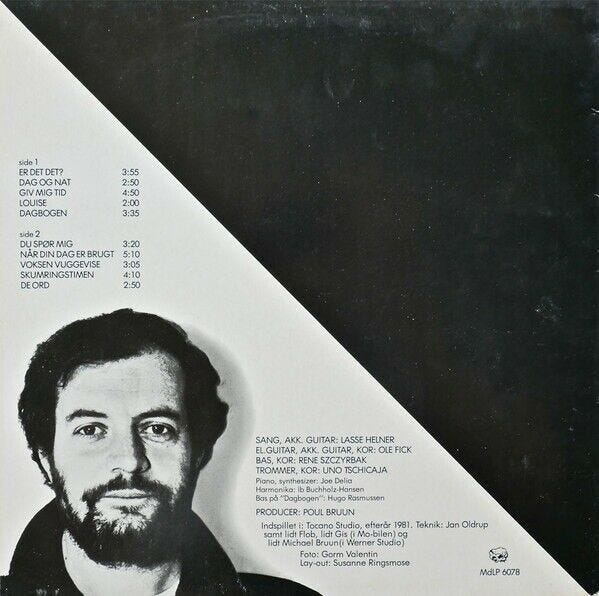 side 1
ER DET DET? 3:55
DAG OG NAT 2:50
GIV MIG TID 4:50
LOUISE 2:00
DAGBOGEN 3:35
side 2
DU SPØR MIG 3:20
NÅR DIN DAG ER BRUGT 5:10
VOKSEN VUGGEVISE 3:05
SKUMRINGSTIMEN 4:10
DE ORD 2:50
SANG, AKK. GUITAR: LASSE HELNER
EL.GUITAR, AKK. GUITAR, KOR: OLE FICK
BAS, KOR: RENE SZCZYRBAK
TROMMER, KOR: UNO TSCHICAJA
Piano, synthesizer: Joe Delia
Harmonika: Ib Buchholz-Hansen
Bas på "Dagbogen": Hugo Rasmussen
PRODUCER: POUL BRUUN
Indspillet i: Tocano Studio, efterår 1981. Teknik: Jan Oldrup
samt lidt Flob, lidt Gis (i Mo-bilen) og
lidt Michael Bruun (i Werner Studio)
Foto: Gorm Valentin
Lay-out: Susanne Ringsmose
MdLP 6078